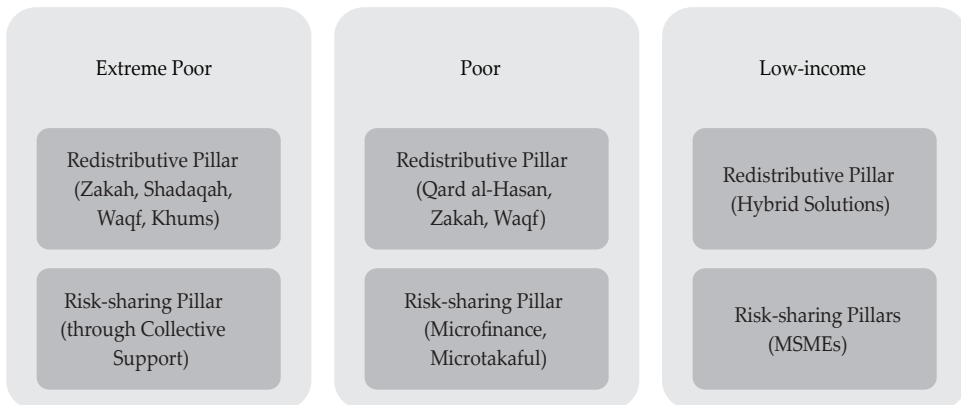 Extreme Poor
Redistributive Pillar
(Zakah, Shadaqah,
Waqf, Khums)
Risk-sharing Pillar
(through Collective
Support)
Poor
Redistributive Pillar
(Qard al-Hasan,
Zakah, Waqf)
Risk-sharing Pillar
(Microfinance,
Microtakaful)
Low-income
Redistributive Pillar
(Hybrid Solutions)
Risk-sharing Pillars
(MSMEs)